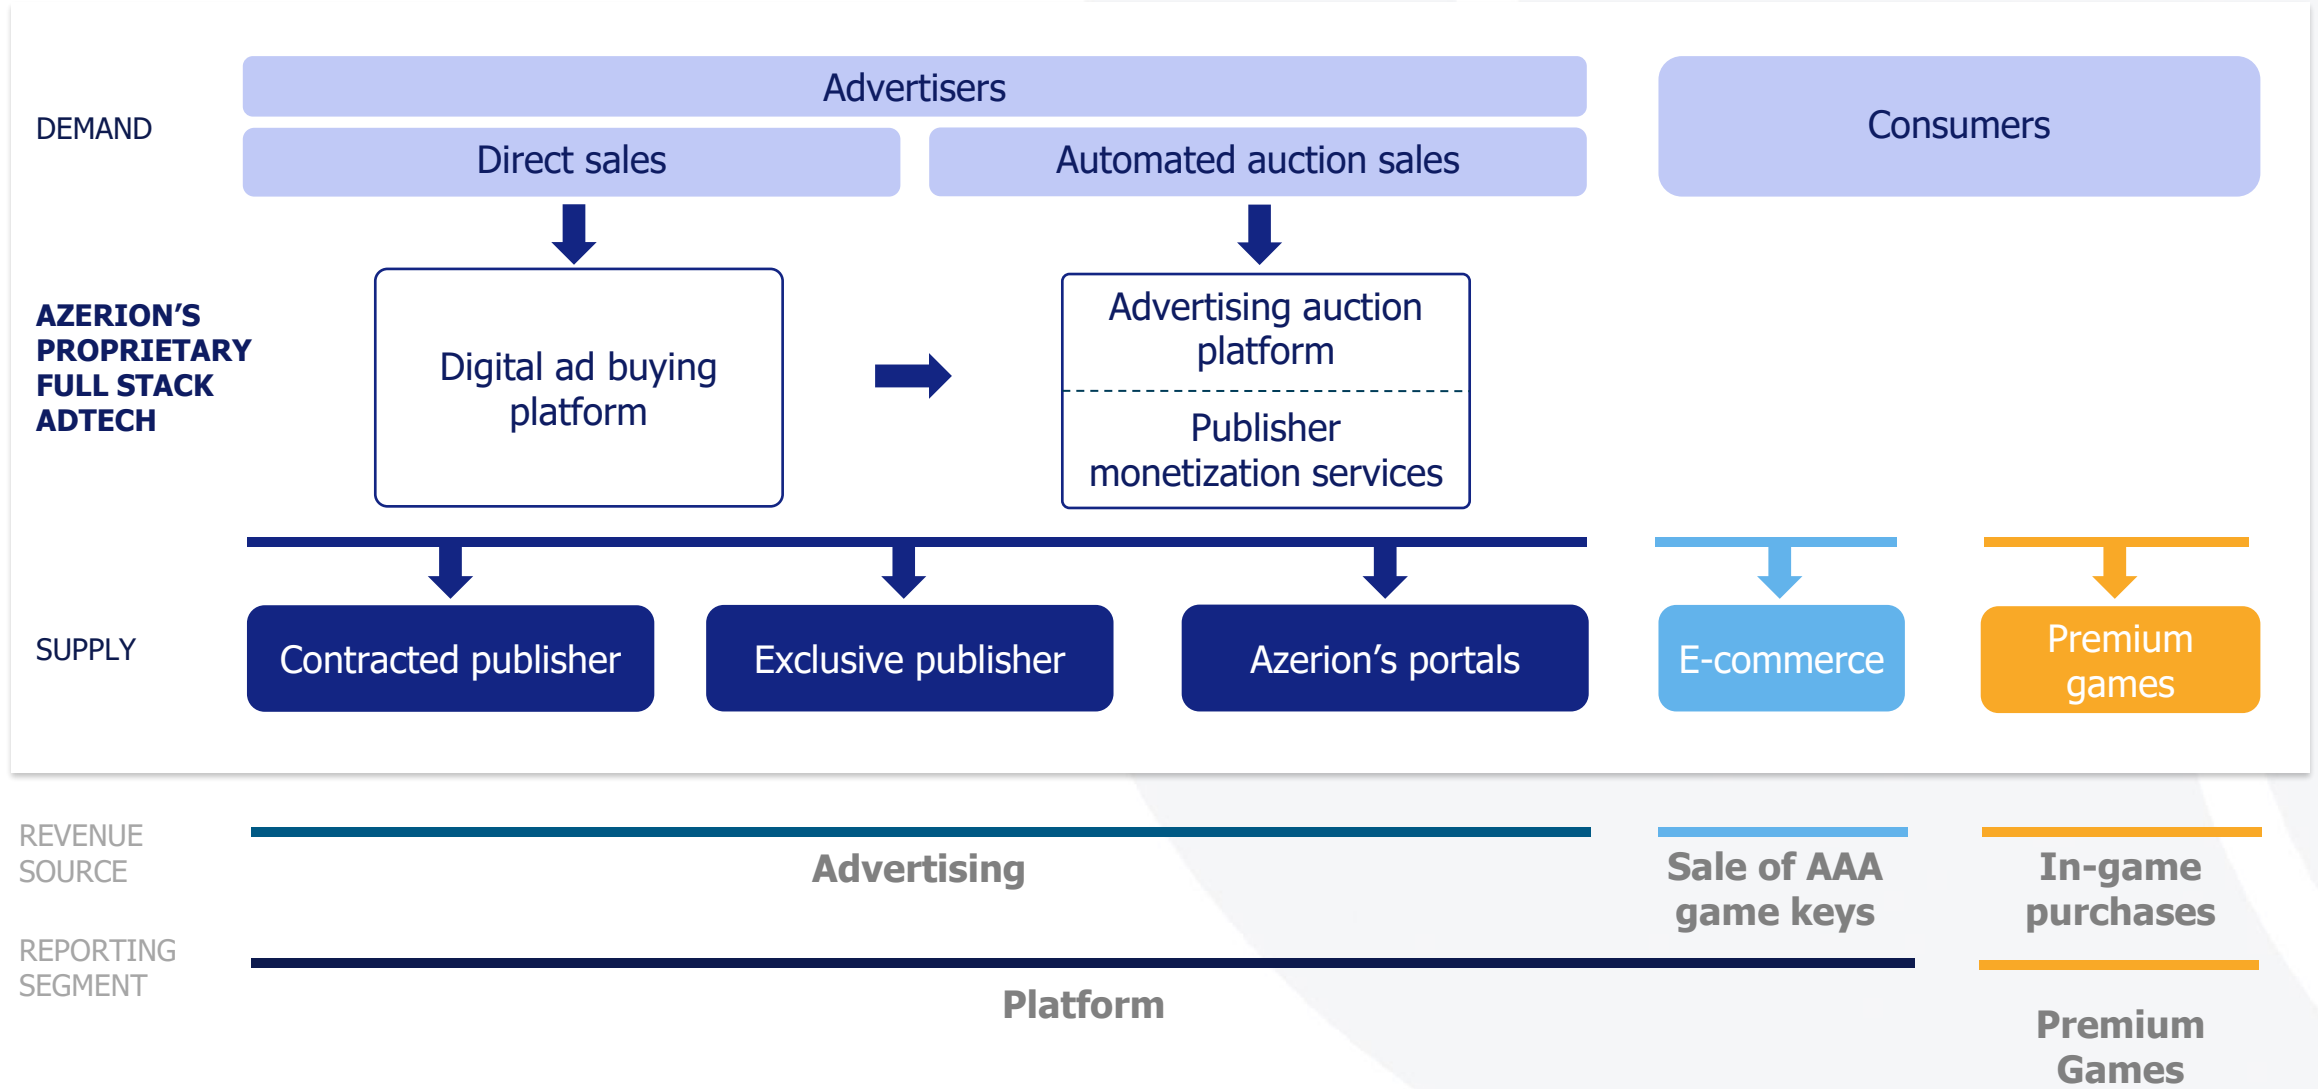 Advertisers
DEMAND
Direct sales
Automated auction sales
Consumers
AZERION’S
PROPRIETARY
FULL STACK
ADTECH
Digital ad buying
platform
Advertising auction
platform
Publisher
monetization services
SUPPLY
Contracted publisher
Exclusive publisher
Azerion’s portals
E-commerce
Premium
games
REVENUE
SOURCE
Advertising
Sale of AAA
game keys
In-game
purchases
REPORTING
SEGMENT
Platform
Premium
Games